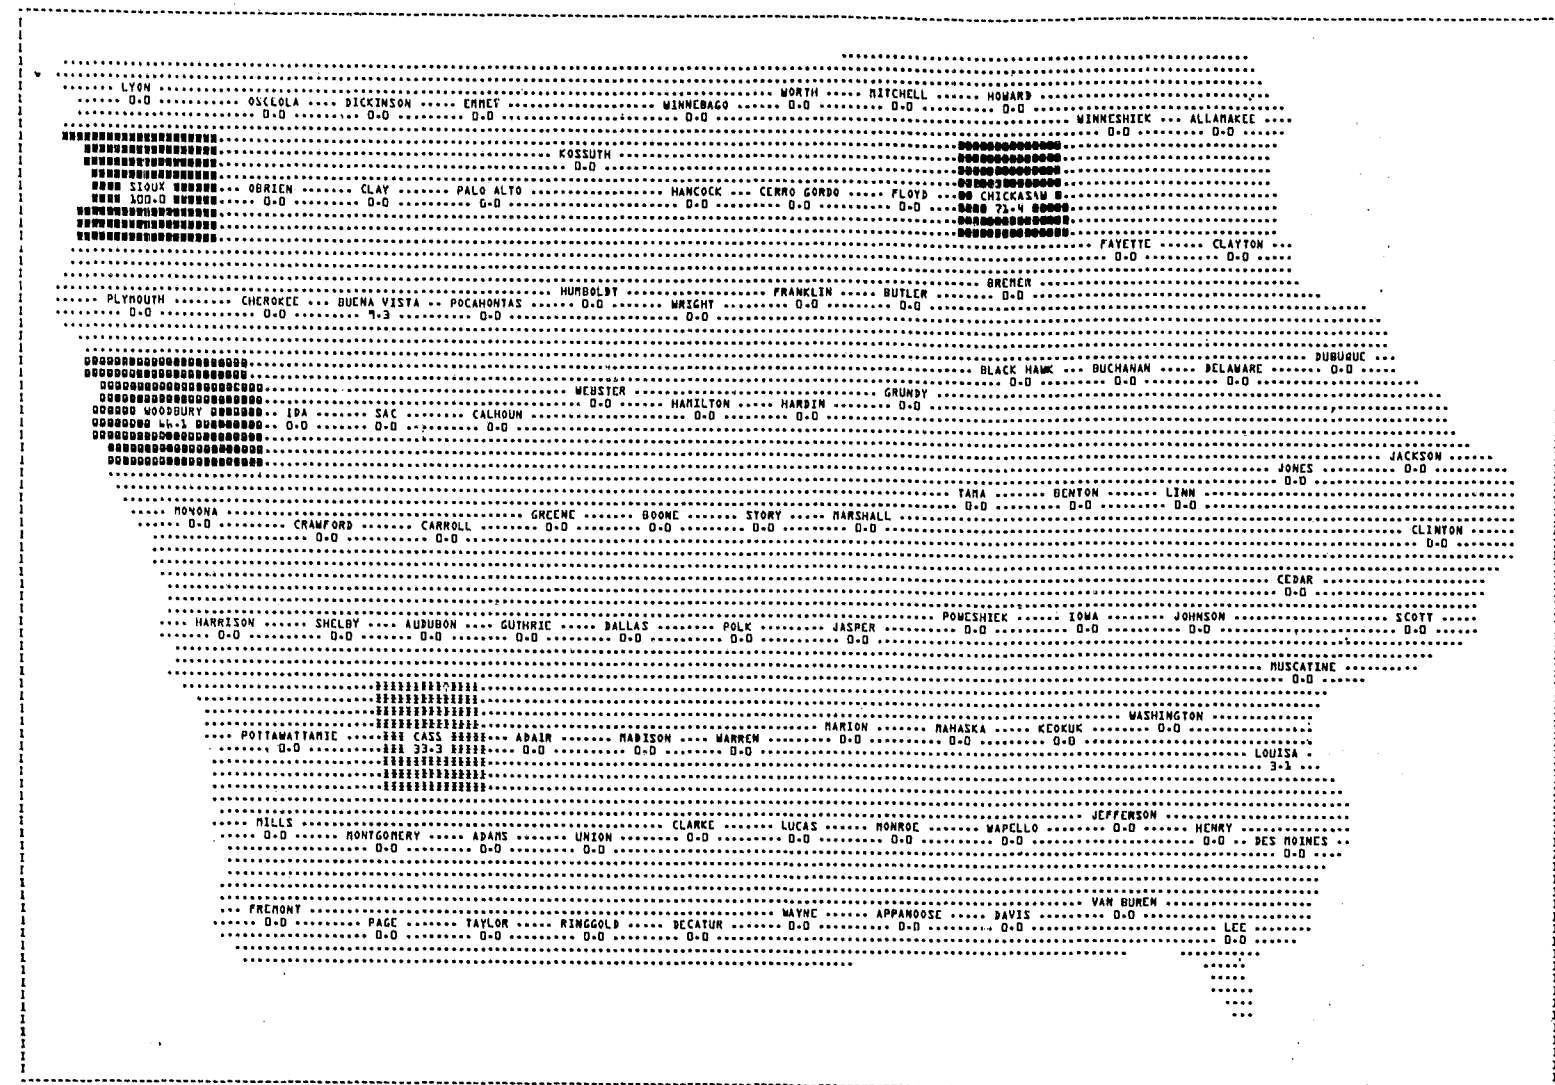 LYON
0.0
OSCEOLA DICKINSON EMMET WINNEBAGO WORTH MITCHELL HOWARD
0.0 0.0 0.0 0.0 0.0 0.0 0.0
WINNESHIEK ALLAMAKEE
0.0 0.0
KOSSUTH
0.0
SIOUX OBRIEN CLAY PALO ALTO HANCOCK CERRO GORDO FLOYD CHICKASAW
100.0 0.0 0.0 0.0 0.0 0.0 0.0 71.4
FAYETTE CLAYTON
0.0 0.0
PLYMOUTH CHEROKEE BUENA VISTA POCAHONTAS HUMBOLDT WRIGHT FRANKLIN BUTLER BREMER
0.0 0.0 9.3 0.0 0.0 0.0 0.0 0.0 0.0
BLACK HAWK BUCHANAN DELAWARE DUBUQUE
0.0 0.0 0.0 0.0
WOODBURY IDA SAC CALHOUN WEBSTER HAMILTON HARDIN GRUNDY
66.1 0.0 0.0 0.0 0.0 0.0 0.0 0.0
JONES JACKSON
0.0 0.0
TAMA BENTON LINN
0.0 0.0 0.0
MONONA CRAWFORD CARROLL GREENE BOONE STORY MARSHALL
0.0 0.0 0.0 0.0 0.0 0.0 0.0
CLINTON
0.0
CEDAR
0.0
HARRISON SHELBY AUDUBON GUTHRIE DALLAS POLK JASPER POWESHIEK IOWA JOHNSON SCOTT
0.0 0.0 0.0 0.0 0.0 0.0 0.0 0.0 0.0 0.0 0.0
MUSCATINE
0.0
POTTAWATTAMIE CASS ADAIR MADISON WARREN MARION MAHASKA KEOKUK WASHINGTON
0.0 33.3 0.0 0.0 0.0 0.0 0.0 0.0 0.0
LOUISA
3.1
MILLS MONTGOMERY ADAMS UNION CLARKE LUCAS MONROE WAPELLO JEFFERSON HENRY DES MOINES
0.0 0.0 0.0 0.0 0.0 0.0 0.0 0.0 0.0 0.0 0.0
FREMONT PAGE TAYLOR RINGGOLD DECATUR WAYNE APPANOOSE DAVIS VAN BUREN
0.0 0.0 0.0 0.0 0.0 0.0 0.0 0.0 0.0
LEE
0.0